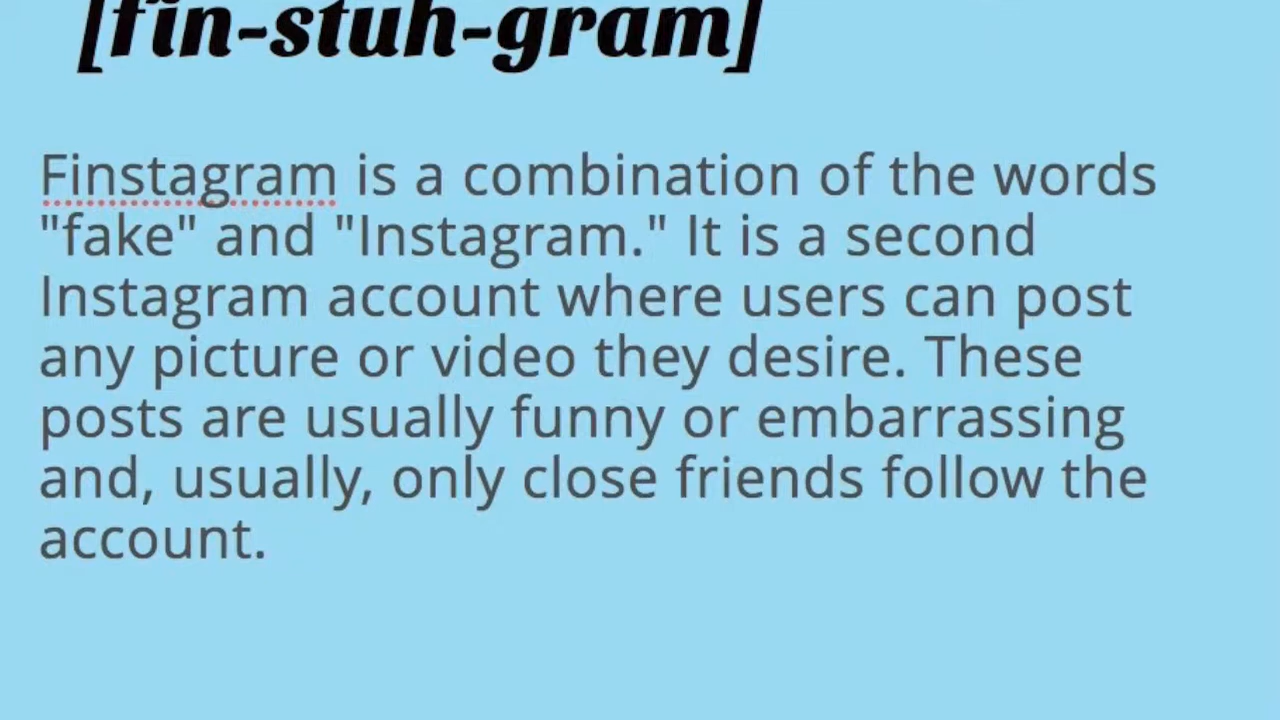 [fin-stuh-gram]
Finstagram is a combination of the words
"fake" and "Instagram." It is a second
Instagram account where users can post
any picture or video they desire. These
posts are usually funny or embarrassing
and, usually, only close friends follow the
account.